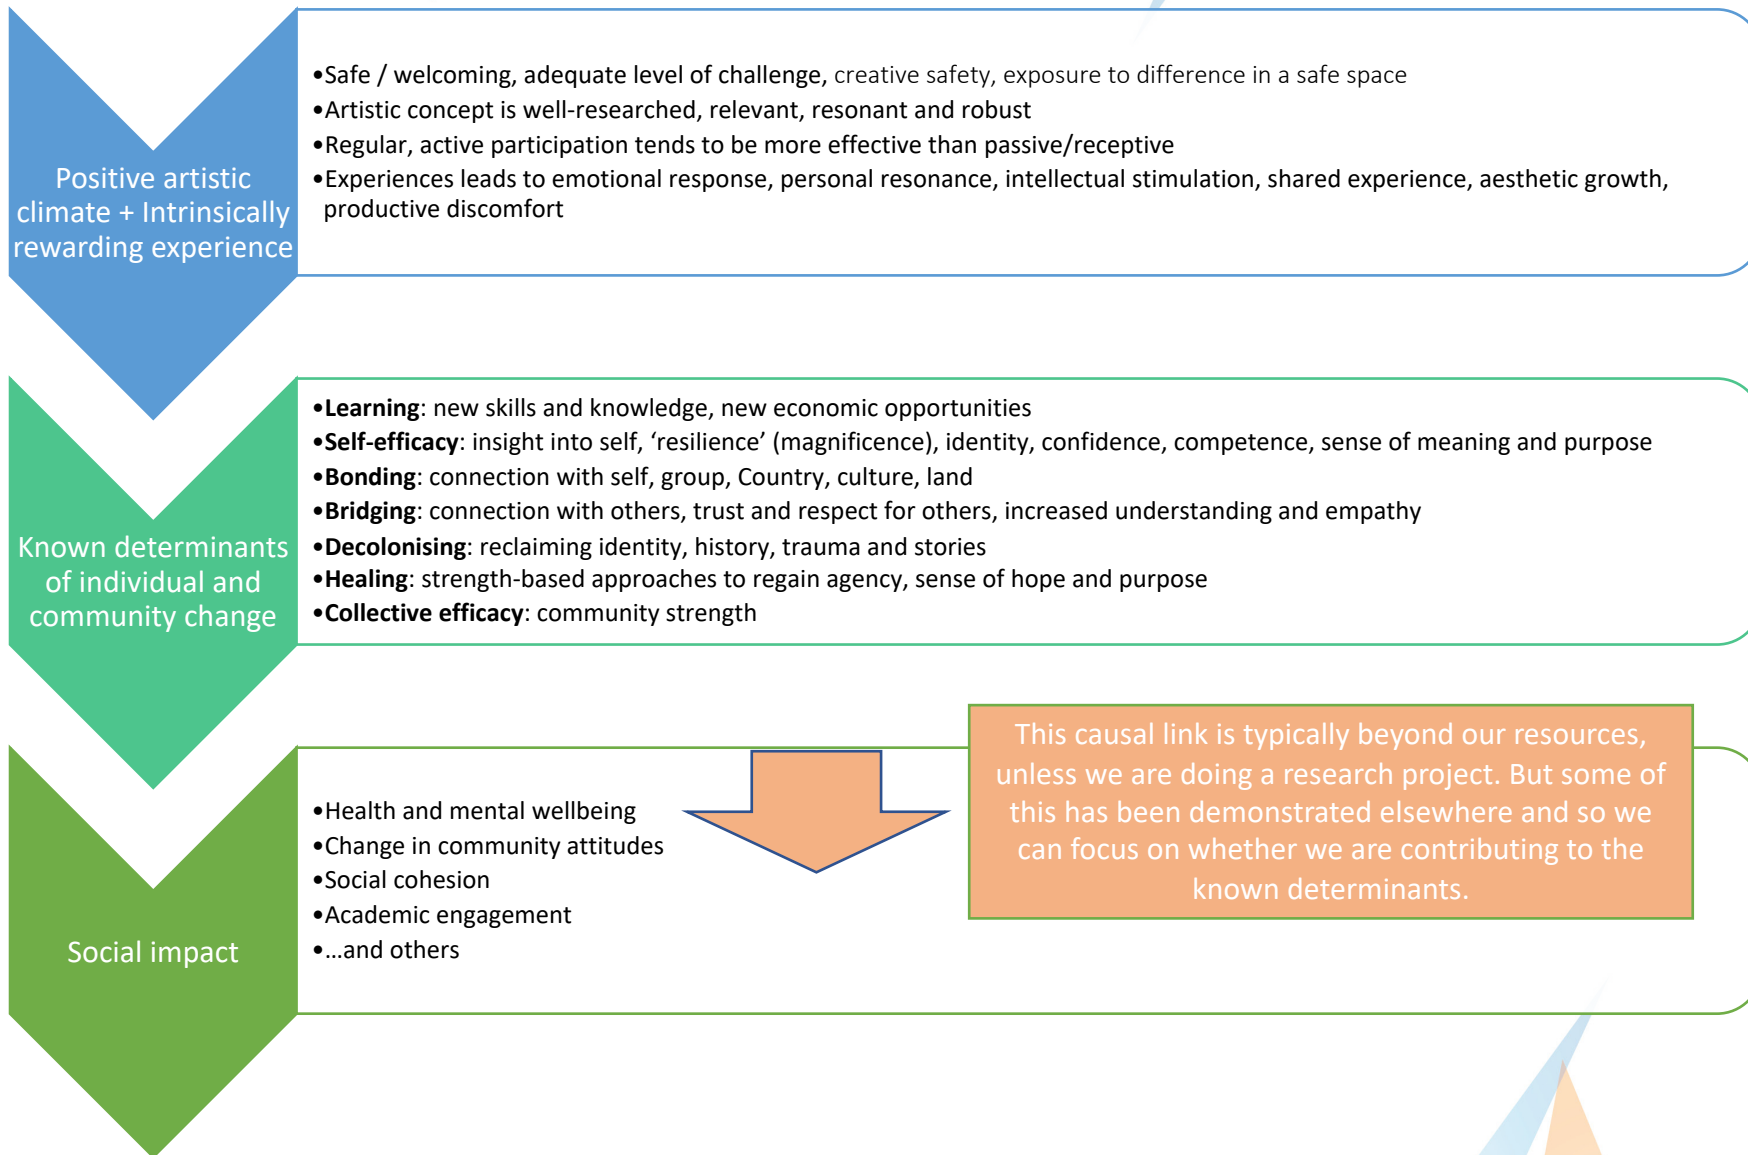 Positive artistic
climate + Intrinsically
rewarding experience
•Safe / welcoming, adequate level of challenge, creative safety, exposure to difference in a safe space
•Artistic concept is well-researched, relevant, resonant and robust
•Regular, active participation tends to be more effective than passive/receptive
•Experiences leads to emotional response, personal resonance, intellectual stimulation, shared experience, aesthetic growth,
productive discomfort
Known determinants
of individual and
community change
•Learning: new skills and knowledge, new economic opportunities
•Self-efficacy: insight into self, ‘resilience’ (magnificence), identity, confidence, competence, sense of meaning and purpose
•Bonding: connection with self, group, Country, culture, land
•Bridging: connection with others, trust and respect for others, increased understanding and empathy
•Decolonising: reclaiming identity, history, trauma and stories
•Healing: strength-based approaches to regain agency, sense of hope and purpose
•Collective efficacy: community strength
Social impact
•Health and mental wellbeing
•Change in community attitudes
•Social cohesion
•Academic engagement
•…and others
This causal link is typically beyond our resources,
unless we are doing a research project. But some of
this has been demonstrated elsewhere and so we
can focus on whether we are contributing to the
known determinants.